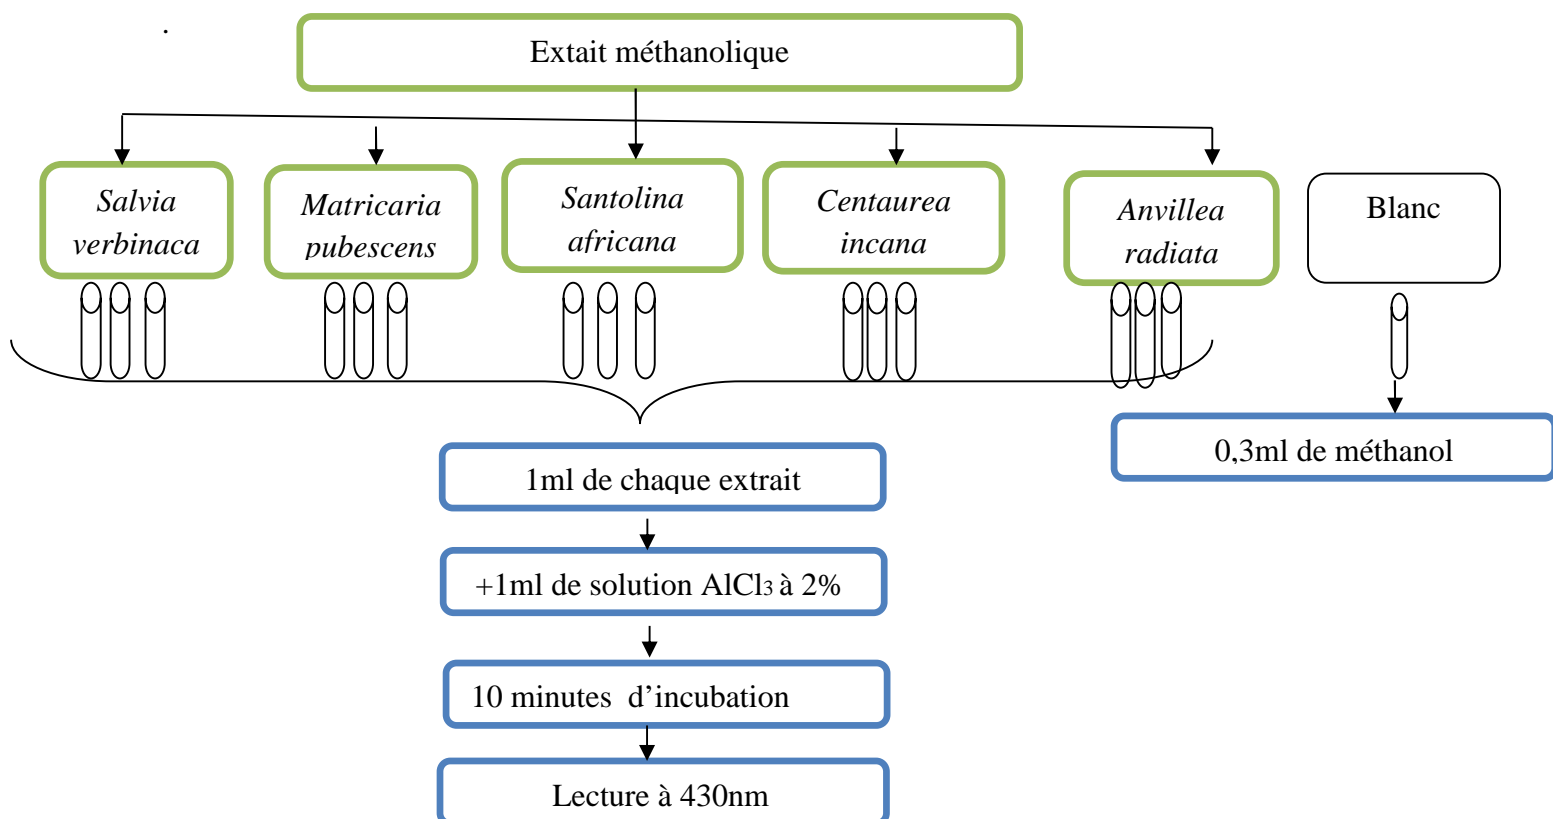 Extait méthanolique
Salvia
verbinaca
Matricaria
pubescens
Santolina
africana
Centaurea
incana
Anvillea
radiata
Blanc
0,3ml de méthanol
1ml de chaque extrait
+1ml de solution AlCl₃ à 2%
10 minutes d’incubation
Lecture à 430nm